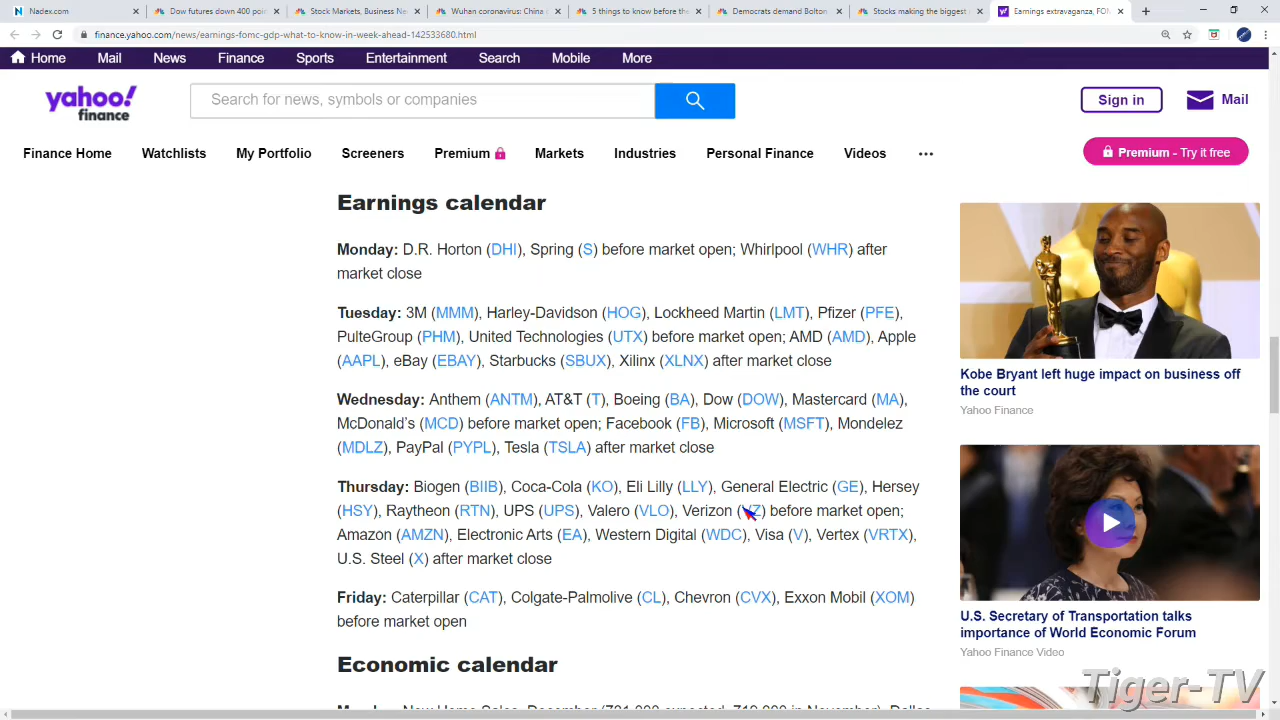 Nadex.com
Dow futures down 400 poi
Stock Markets, Business Ne
Wuhan coronavirus: China
5 things to know before the
Democrats demand Bolton
Stocks making the biggest
Earnings extravaganza, FOM
finance.yahoo.com/news/earnings-fomc-gdp-what-to-know-in-week-ahead-142533680.html
Home Mail News Finance Sports Entertainment Search Mobile More
yahoo!
finance
Search for news, symbols or companies
Sign in
Mail
Finance Home Watchlists My Portfolio Screeners Premium Markets Industries Personal Finance Videos ...
Premium - Try it free
Earnings calendar
Monday: D.R. Horton (DHI), Spring (S) before market open; Whirlpool (WHR) after
market close
Tuesday: 3M (MMM), Harley-Davidson (HOG), Lockheed Martin (LMT), Pfizer (PFE),
PulteGroup (PHM), United Technologies (UTX) before market open; AMD (AMD), Apple
(AAPL), eBay (EBAY), Starbucks (SBUX), Xilinx (XLNX) after market close
Wednesday: Anthem (ANTM), AT&T (T), Boeing (BA), Dow (DOW), Mastercard (MA),
McDonald's (MCD) before market open; Facebook (FB), Microsoft (MSFT), Mondelez
(MDLZ), PayPal (PYPL), Tesla (TSLA) after market close
Thursday: Biogen (BIIB), Coca-Cola (KO), Eli Lilly (LLY), General Electric (GE), Hersey
(HSY), Raytheon (RTN), UPS (UPS), Valero (VLO), Verizon (VZ) before market open;
Amazon (AMZN), Electronic Arts (EA), Western Digital (WDC), Visa (V), Vertex (VRTX),
U.S. Steel (X) after market close
Friday: Caterpillar (CAT), Colgate-Palmolive (CL), Chevron (CVX), Exxon Mobil (XOM)
before market open
Economic calendar
Kobe Bryant left huge impact on business off
the court
Yahoo Finance
U.S. Secretary of Transportation talks
importance of World Economic Forum
Yahoo Finance Video
Tiger-TV